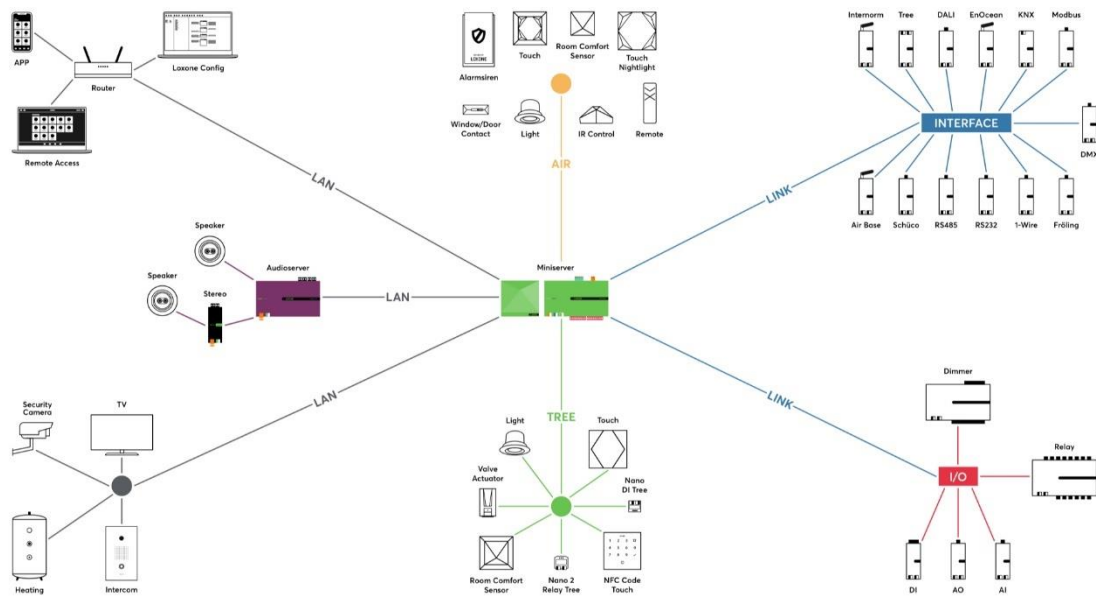 APP
Router
Loxone Config
Remote Access
LAN
Alarmsiren
LOXONE
Touch
Room Comfort
Sensor
Touch
Nightlight
Window/Door
Contact
Light
IR Control
Remote
AIR
Internorm
Tree
DALI
EnOcean
KNX
Modbus
INTERFACE
DMX
Air Base
Schüco
RS485
RS232
1-Wire
Fröling
LINK
Speaker
Speaker
Stereo
Audioserver
LAN
Miniserver
LAN
Security
Camera
TV
Heating
Intercom
TREE
Light
Touch
Valve
Actuator
Nano
DI Tree
Room Comfort
Sensor
Nano 2
Relay Tree
NFC Code
Touch
LINK
Dimmer
Relay
I/O
DI
AO
AI